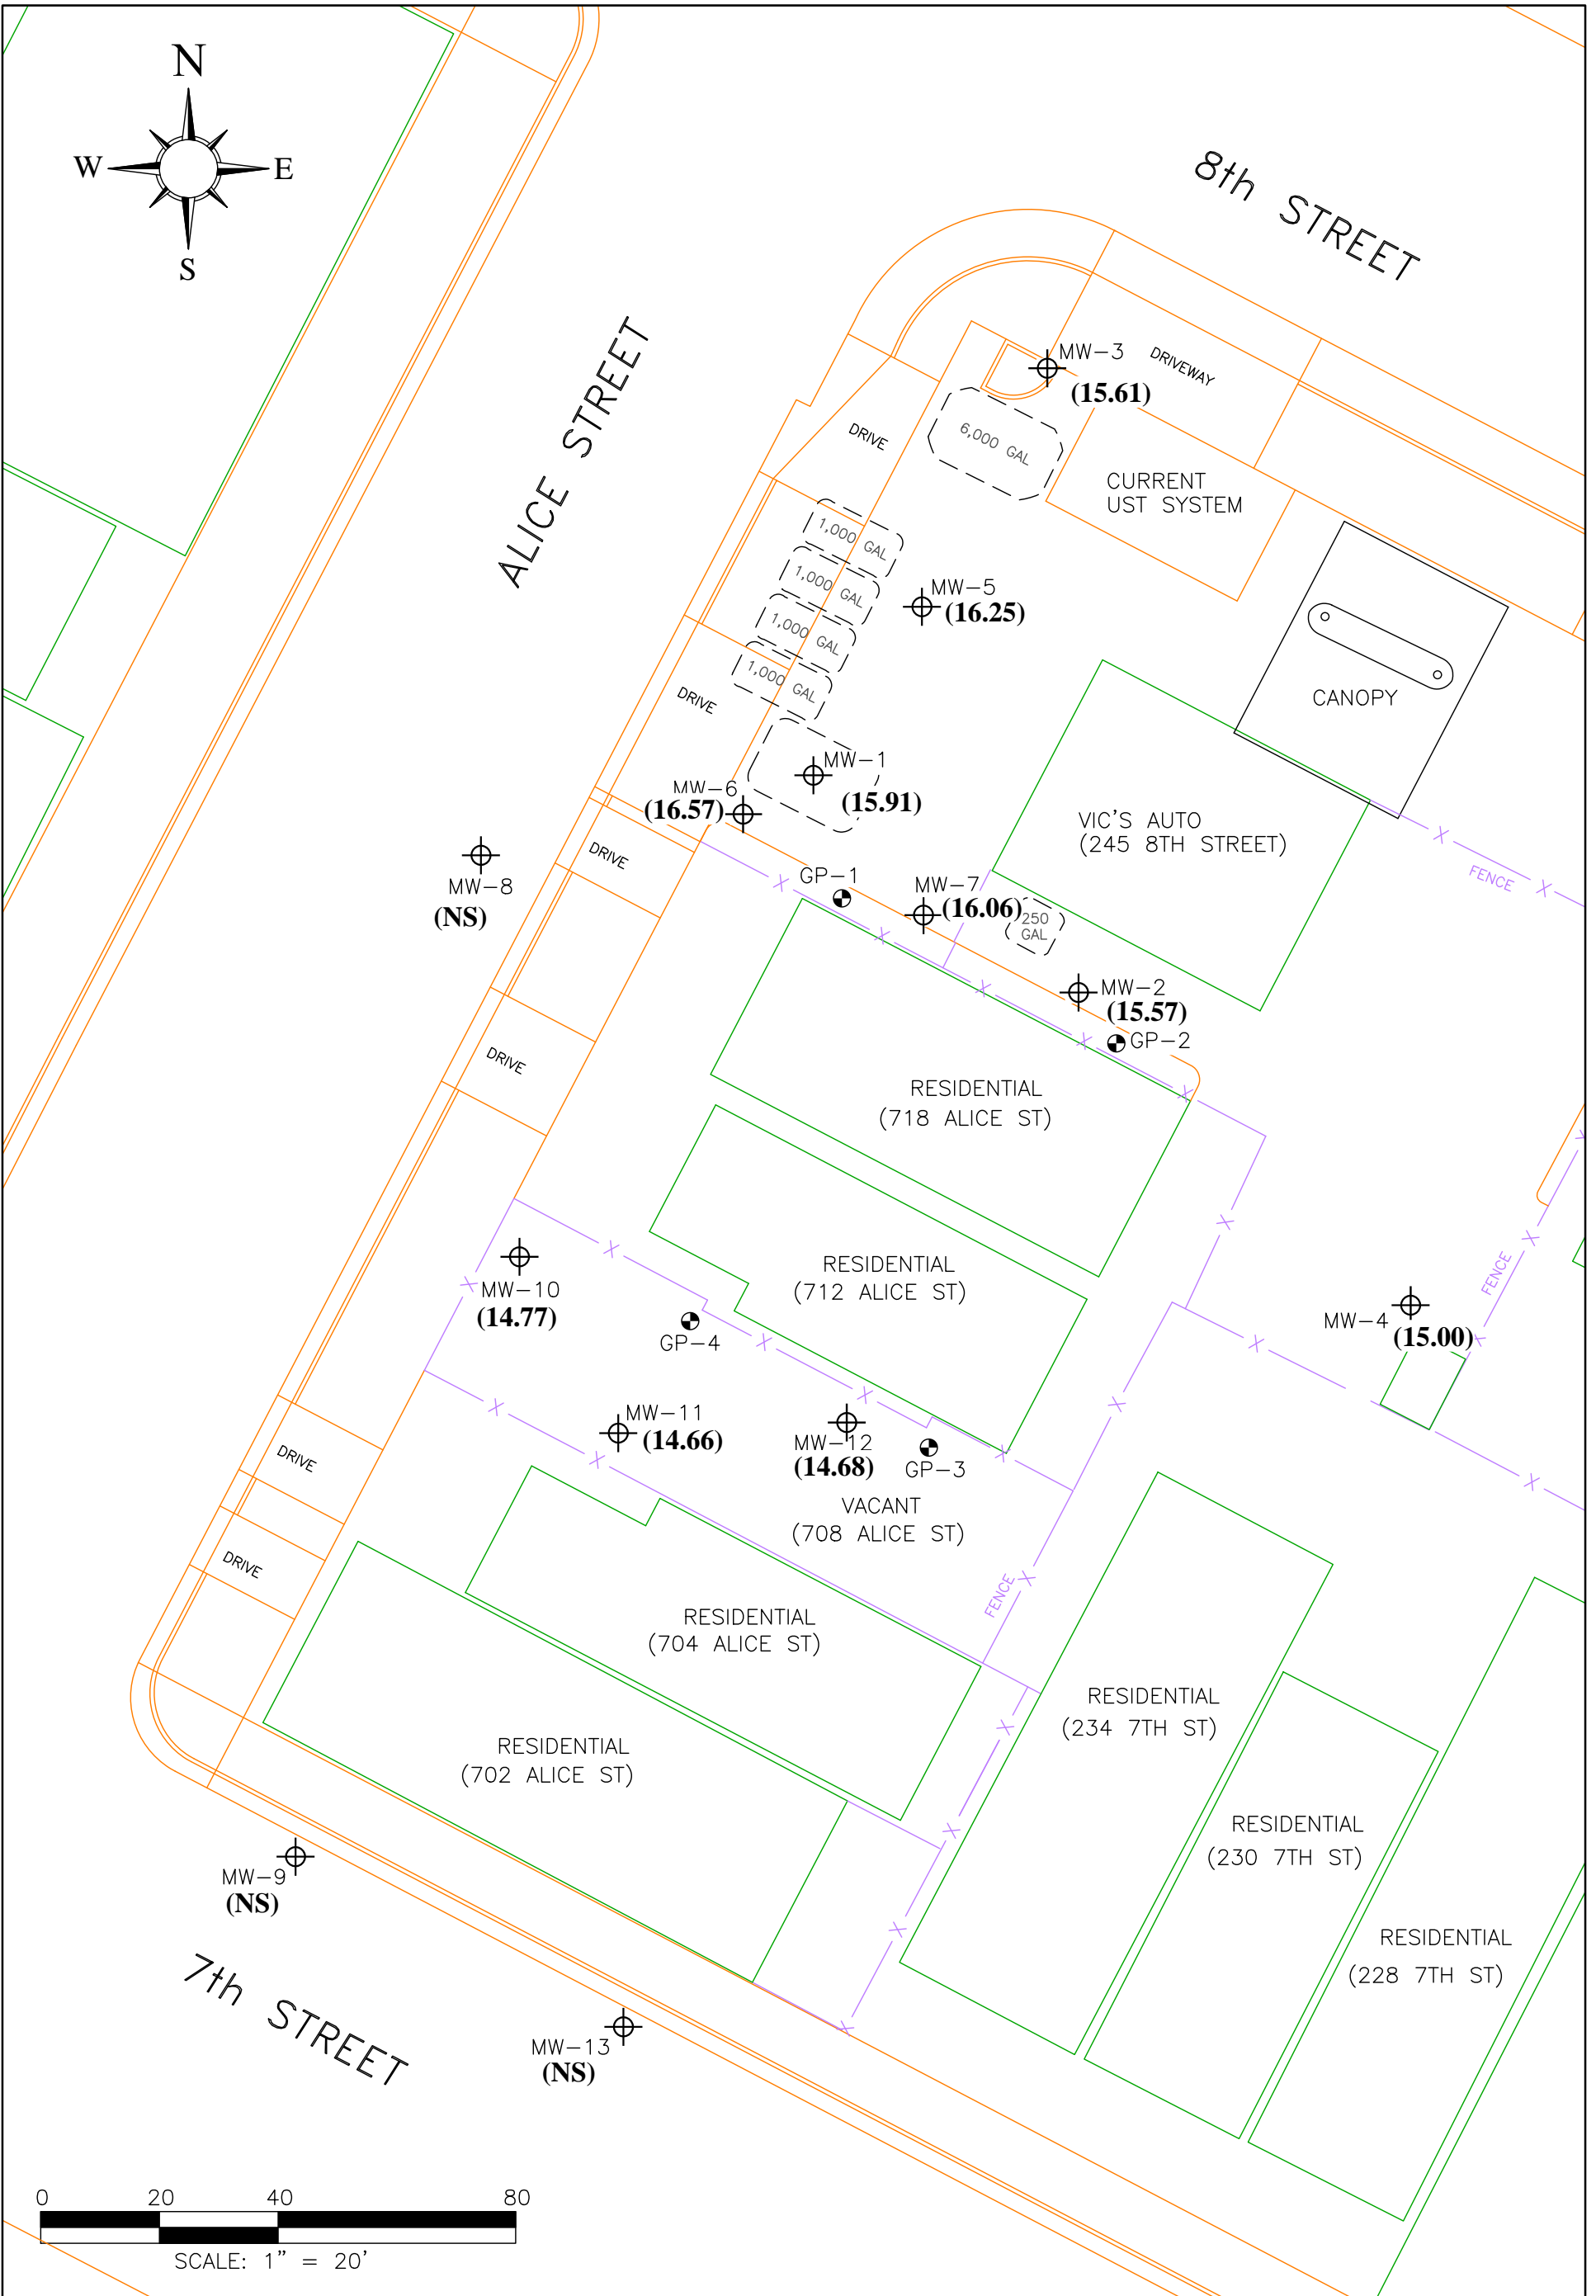 N
W E
S
8th STREET
ALICE STREET
MW-3
(15.61)
DRIVEWAY
DRIVE
6,000 GAL
CURRENT
UST SYSTEM
1,000 GAL
1,000 GAL
1,000 GAL
1,000 GAL
MW-5
(16.25)
CANOPY
DRIVE
MW-1
(15.91)
MW-6
(16.57)
VIC'S AUTO
(245 8TH STREET)
FENCE
DRIVE
MW-8
(NS)
GP-1
MW-7
(16.06)
250
GAL
MW-2
(15.57)
GP-2
DRIVE
RESIDENTIAL
(718 ALICE ST)
RESIDENTIAL
(712 ALICE ST)
FENCE
MW-10
(14.77)
GP-4
MW-4
(15.00)
MW-11
(14.66)
MW-12
(14.68)
GP-3
DRIVE
VACANT
(708 ALICE ST)
DRIVE
FENCE
RESIDENTIAL
(704 ALICE ST)
RESIDENTIAL
(234 7TH ST)
RESIDENTIAL
(702 ALICE ST)
RESIDENTIAL
(230 7TH ST)
MW-9
(NS)
RESIDENTIAL
(228 7TH ST)
7th STREET
MW-13
(NS)
0 20 40 80
SCALE: 1" = 20'